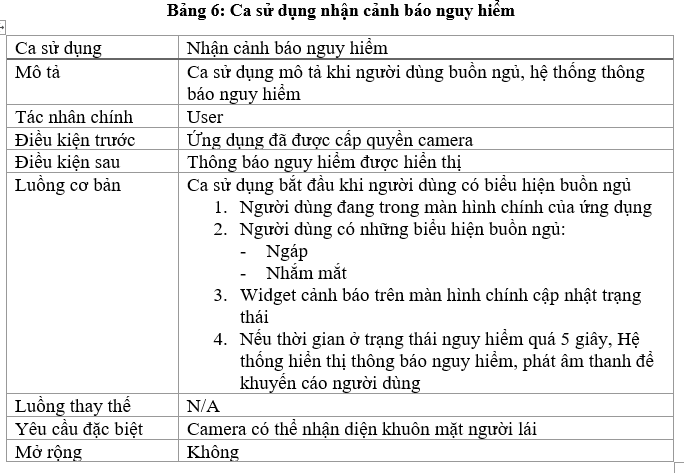 Bảng 6: Ca sử dụng nhận cảnh báo nguy hiểm
Ca sử dụng Nhận cảnh báo nguy hiểm
Mô tả Ca sử dụng mô tả khi người dùng buồn ngủ, hệ thống thông
báo nguy hiểm
Tác nhân chính User
Điều kiện trước Ứng dụng đã được cấp quyền camera
Điều kiện sau Thông báo nguy hiểm được hiển thị
Luồng cơ bản Ca sử dụng bắt đầu khi người dùng có biểu hiện buồn ngủ
1. Người dùng đang trong màn hình chính của ứng dụng
2. Người dùng có những biểu hiện buồn ngủ:
- Ngáp
- Nhắm mắt
3. Widget cảnh báo trên màn hình chính cập nhật trạng
thái
4. Nếu thời gian ở trạng thái nguy hiểm quá 5 giây, Hệ
thống hiển thị thông báo nguy hiểm, phát âm thanh để
khuyến cáo người dùng
Luồng thay thế N/A
Yêu cầu đặc biệt Camera có thể nhận diện khuôn mặt người lái
Mở rộng Không